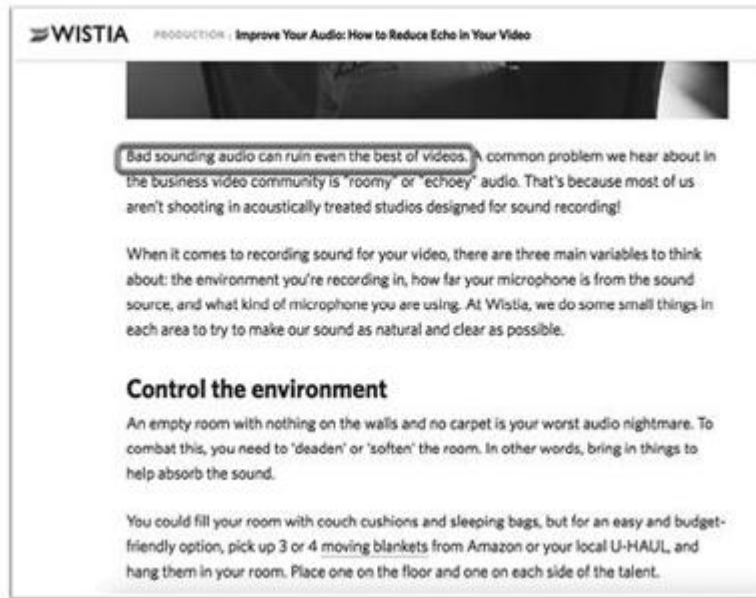 WISTIA PRODUCTION : Improve Your Audio: How to Reduce Echo in Your Video
Bad sounding audio can ruin even the best of videos. A common problem we hear about in
the business video community is "roomy" or "echoey" audio. That's because most of us
aren't shooting in acoustically treated studios designed for sound recording!
When it comes to recording sound for your video, there are three main variables to think
about: the environment you're recording in, how far your microphone is from the sound
source, and what kind of microphone you are using. At Wistia, we do some small things in
each area to try to make our sound as natural and clear as possible.
Control the environment
An empty room with nothing on the walls and no carpet is your worst audio nightmare. To
combat this, you need to 'deaden' or 'soften' the room. In other words, bring in things to
help absorb the sound.
You could fill your room with couch cushions and sleeping bags, but for an easy and budget-
friendly option, pick up 3 or 4 moving blankets from Amazon or your local U-HAUL, and
hang them in your room. Place one on the floor and one on each side of the talent.